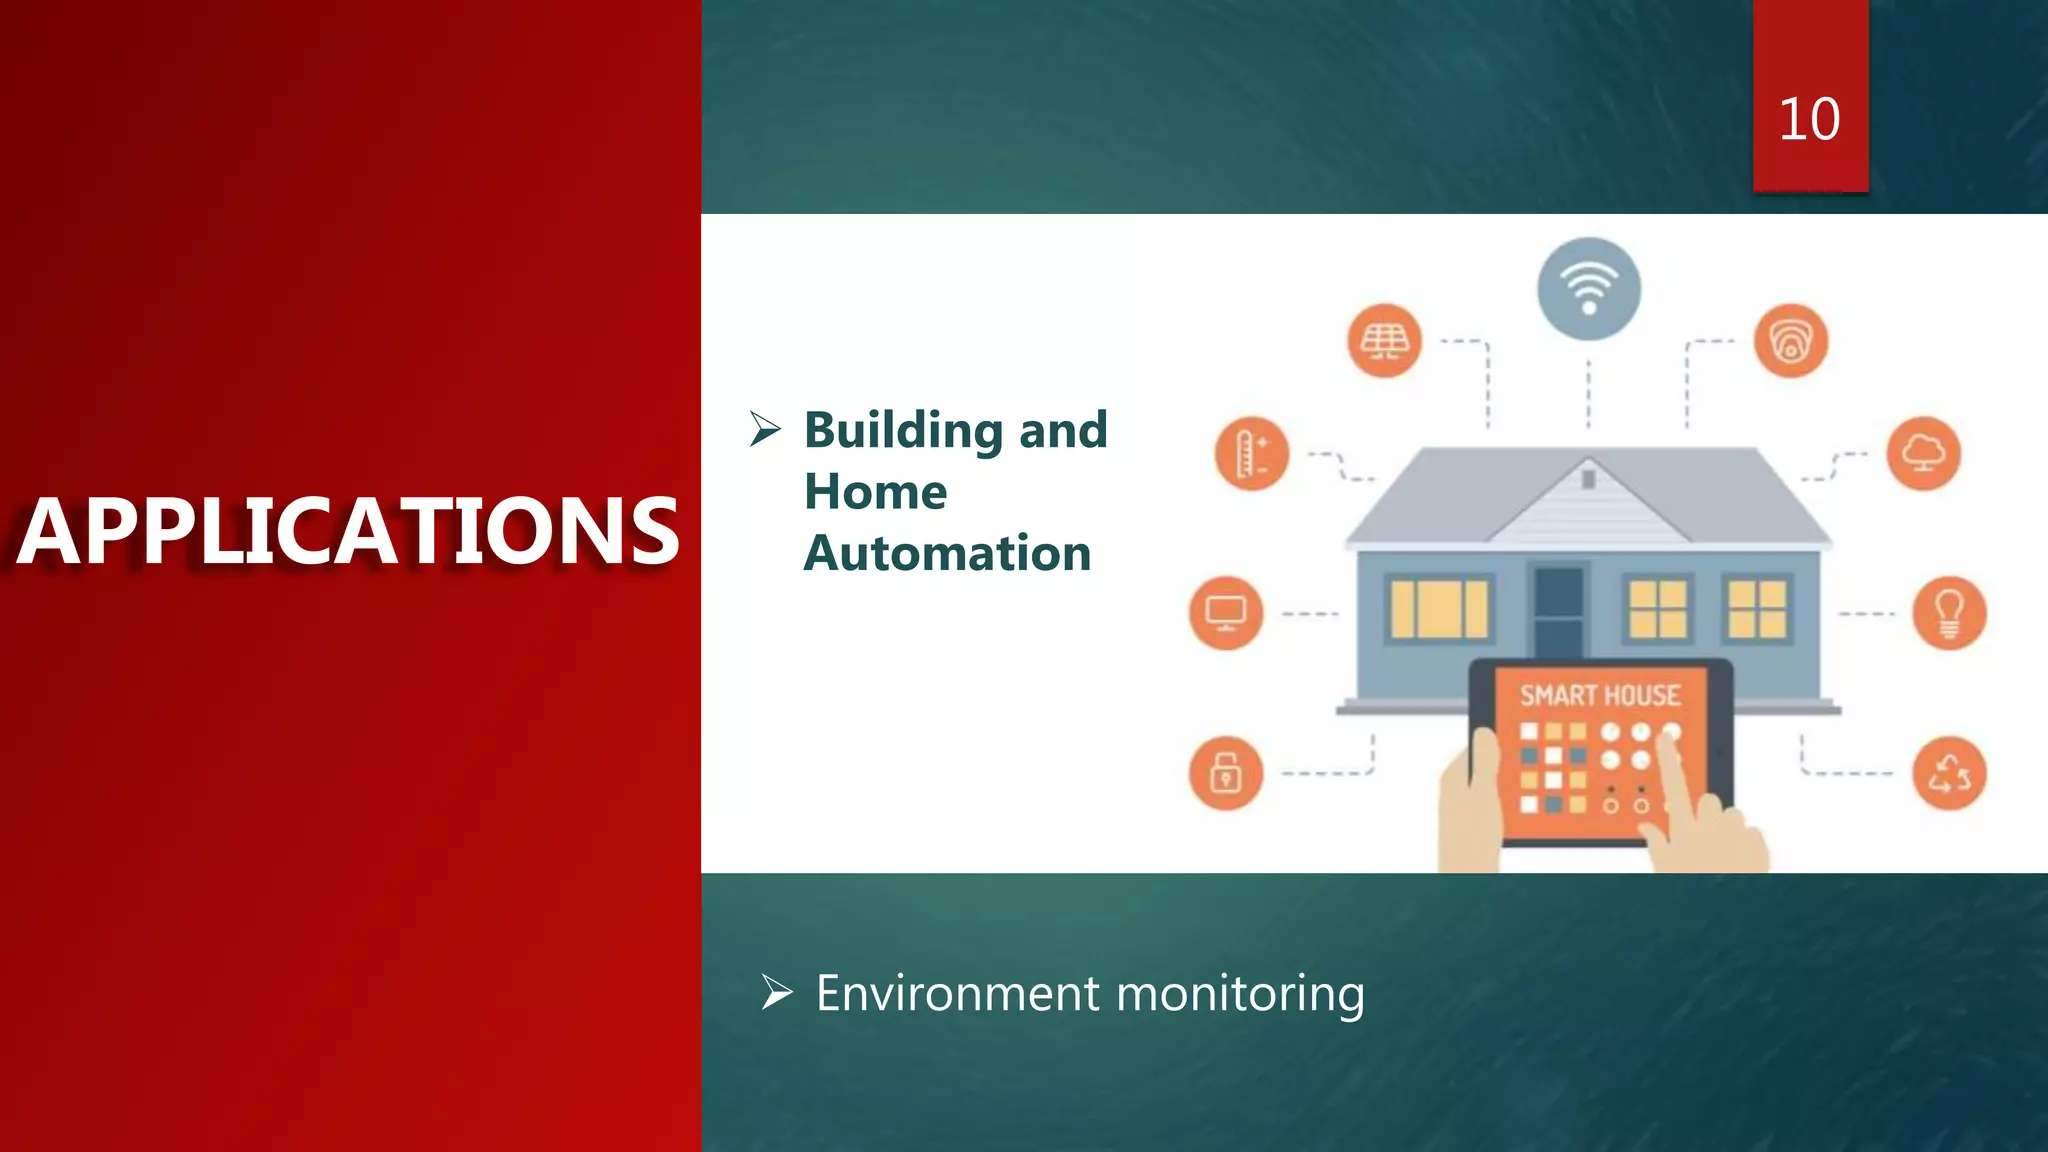 10
APPLICATIONS
➢ Building and
Home
Automation
SMART HOUSE
➢ Environment monitoring